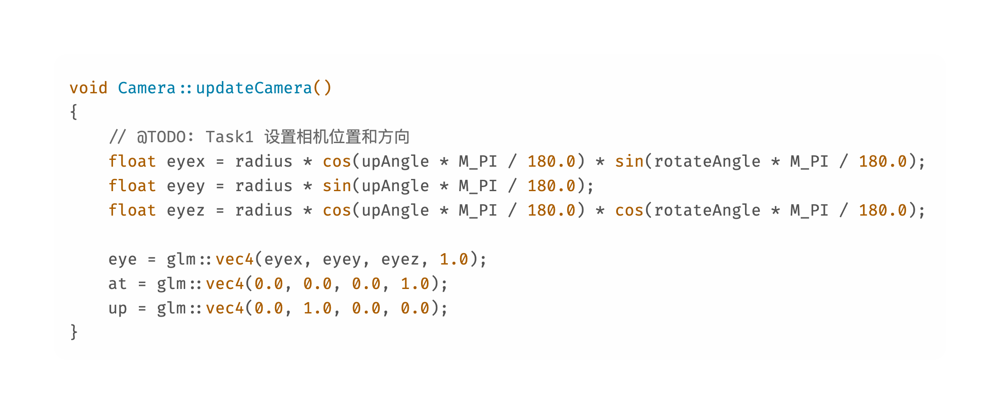 void Camera::updateCamera()
{
    // @TODO: Task1 设置相机位置和方向
    float eyex = radius * cos(upAngle * M_PI / 180.0) * sin(rotateAngle * M_PI / 180.0);
    float eyey = radius * sin(upAngle * M_PI / 180.0);
    float eyez = radius * cos(upAngle * M_PI / 180.0) * cos(rotateAngle * M_PI / 180.0);

    eye = glm::vec4(eyex, eyey, eyez, 1.0);
    at = glm::vec4(0.0, 0.0, 0.0, 1.0);
    up = glm::vec4(0.0, 1.0, 0.0, 0.0);
}